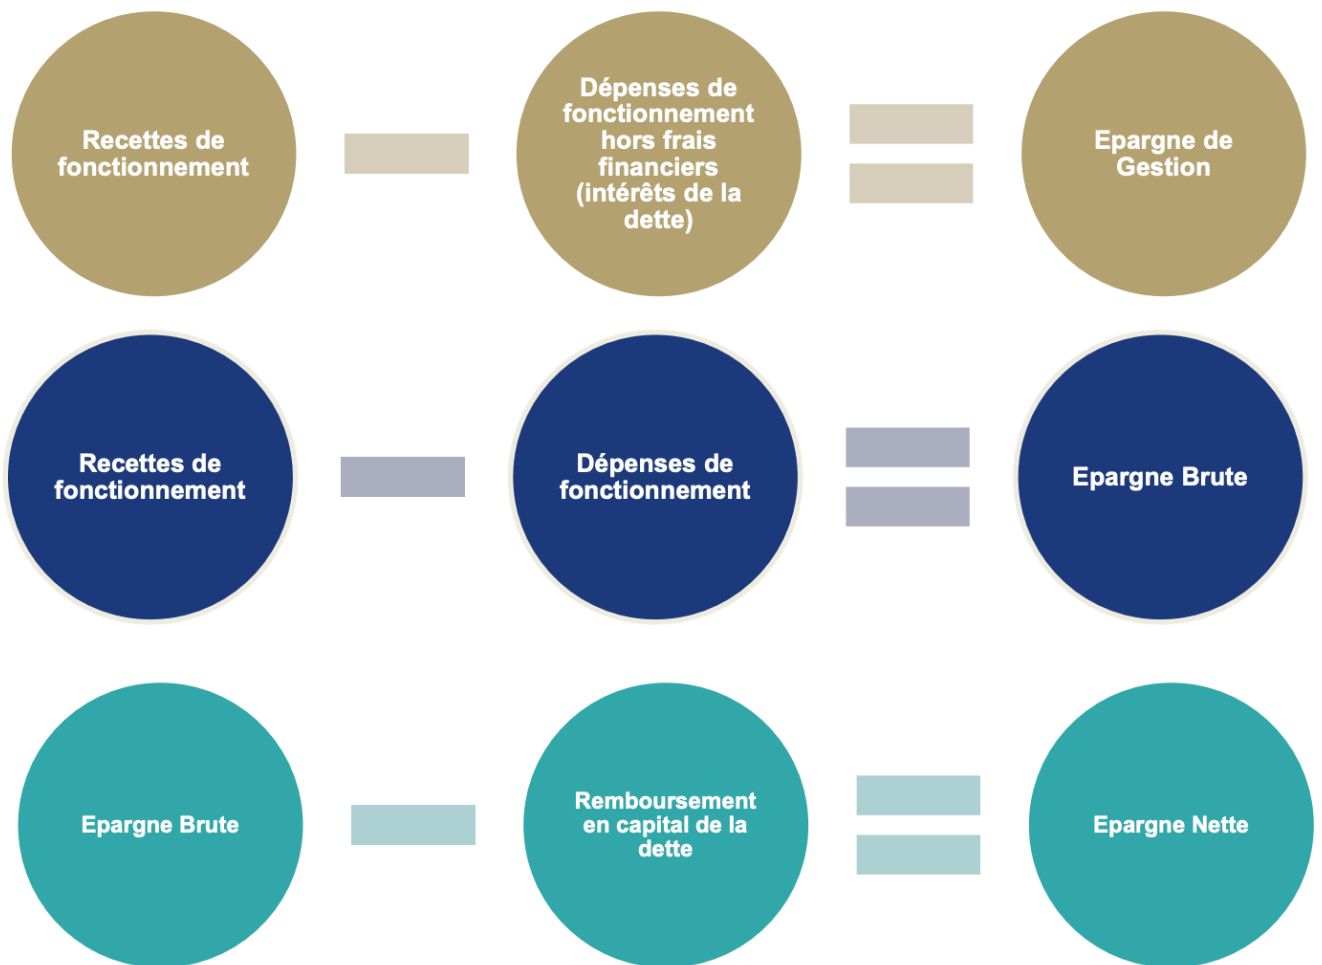 Recettes de
fonctionnement
Dépenses de
fonctionnement
hors frais
financiers
(intérêts de la
dette)
Epargne de
Gestion
Recettes de
fonctionnement
Dépenses de
fonctionnement
Epargne Brute
Epargne Brute
Remboursement
en capital de la
dette
Epargne Nette